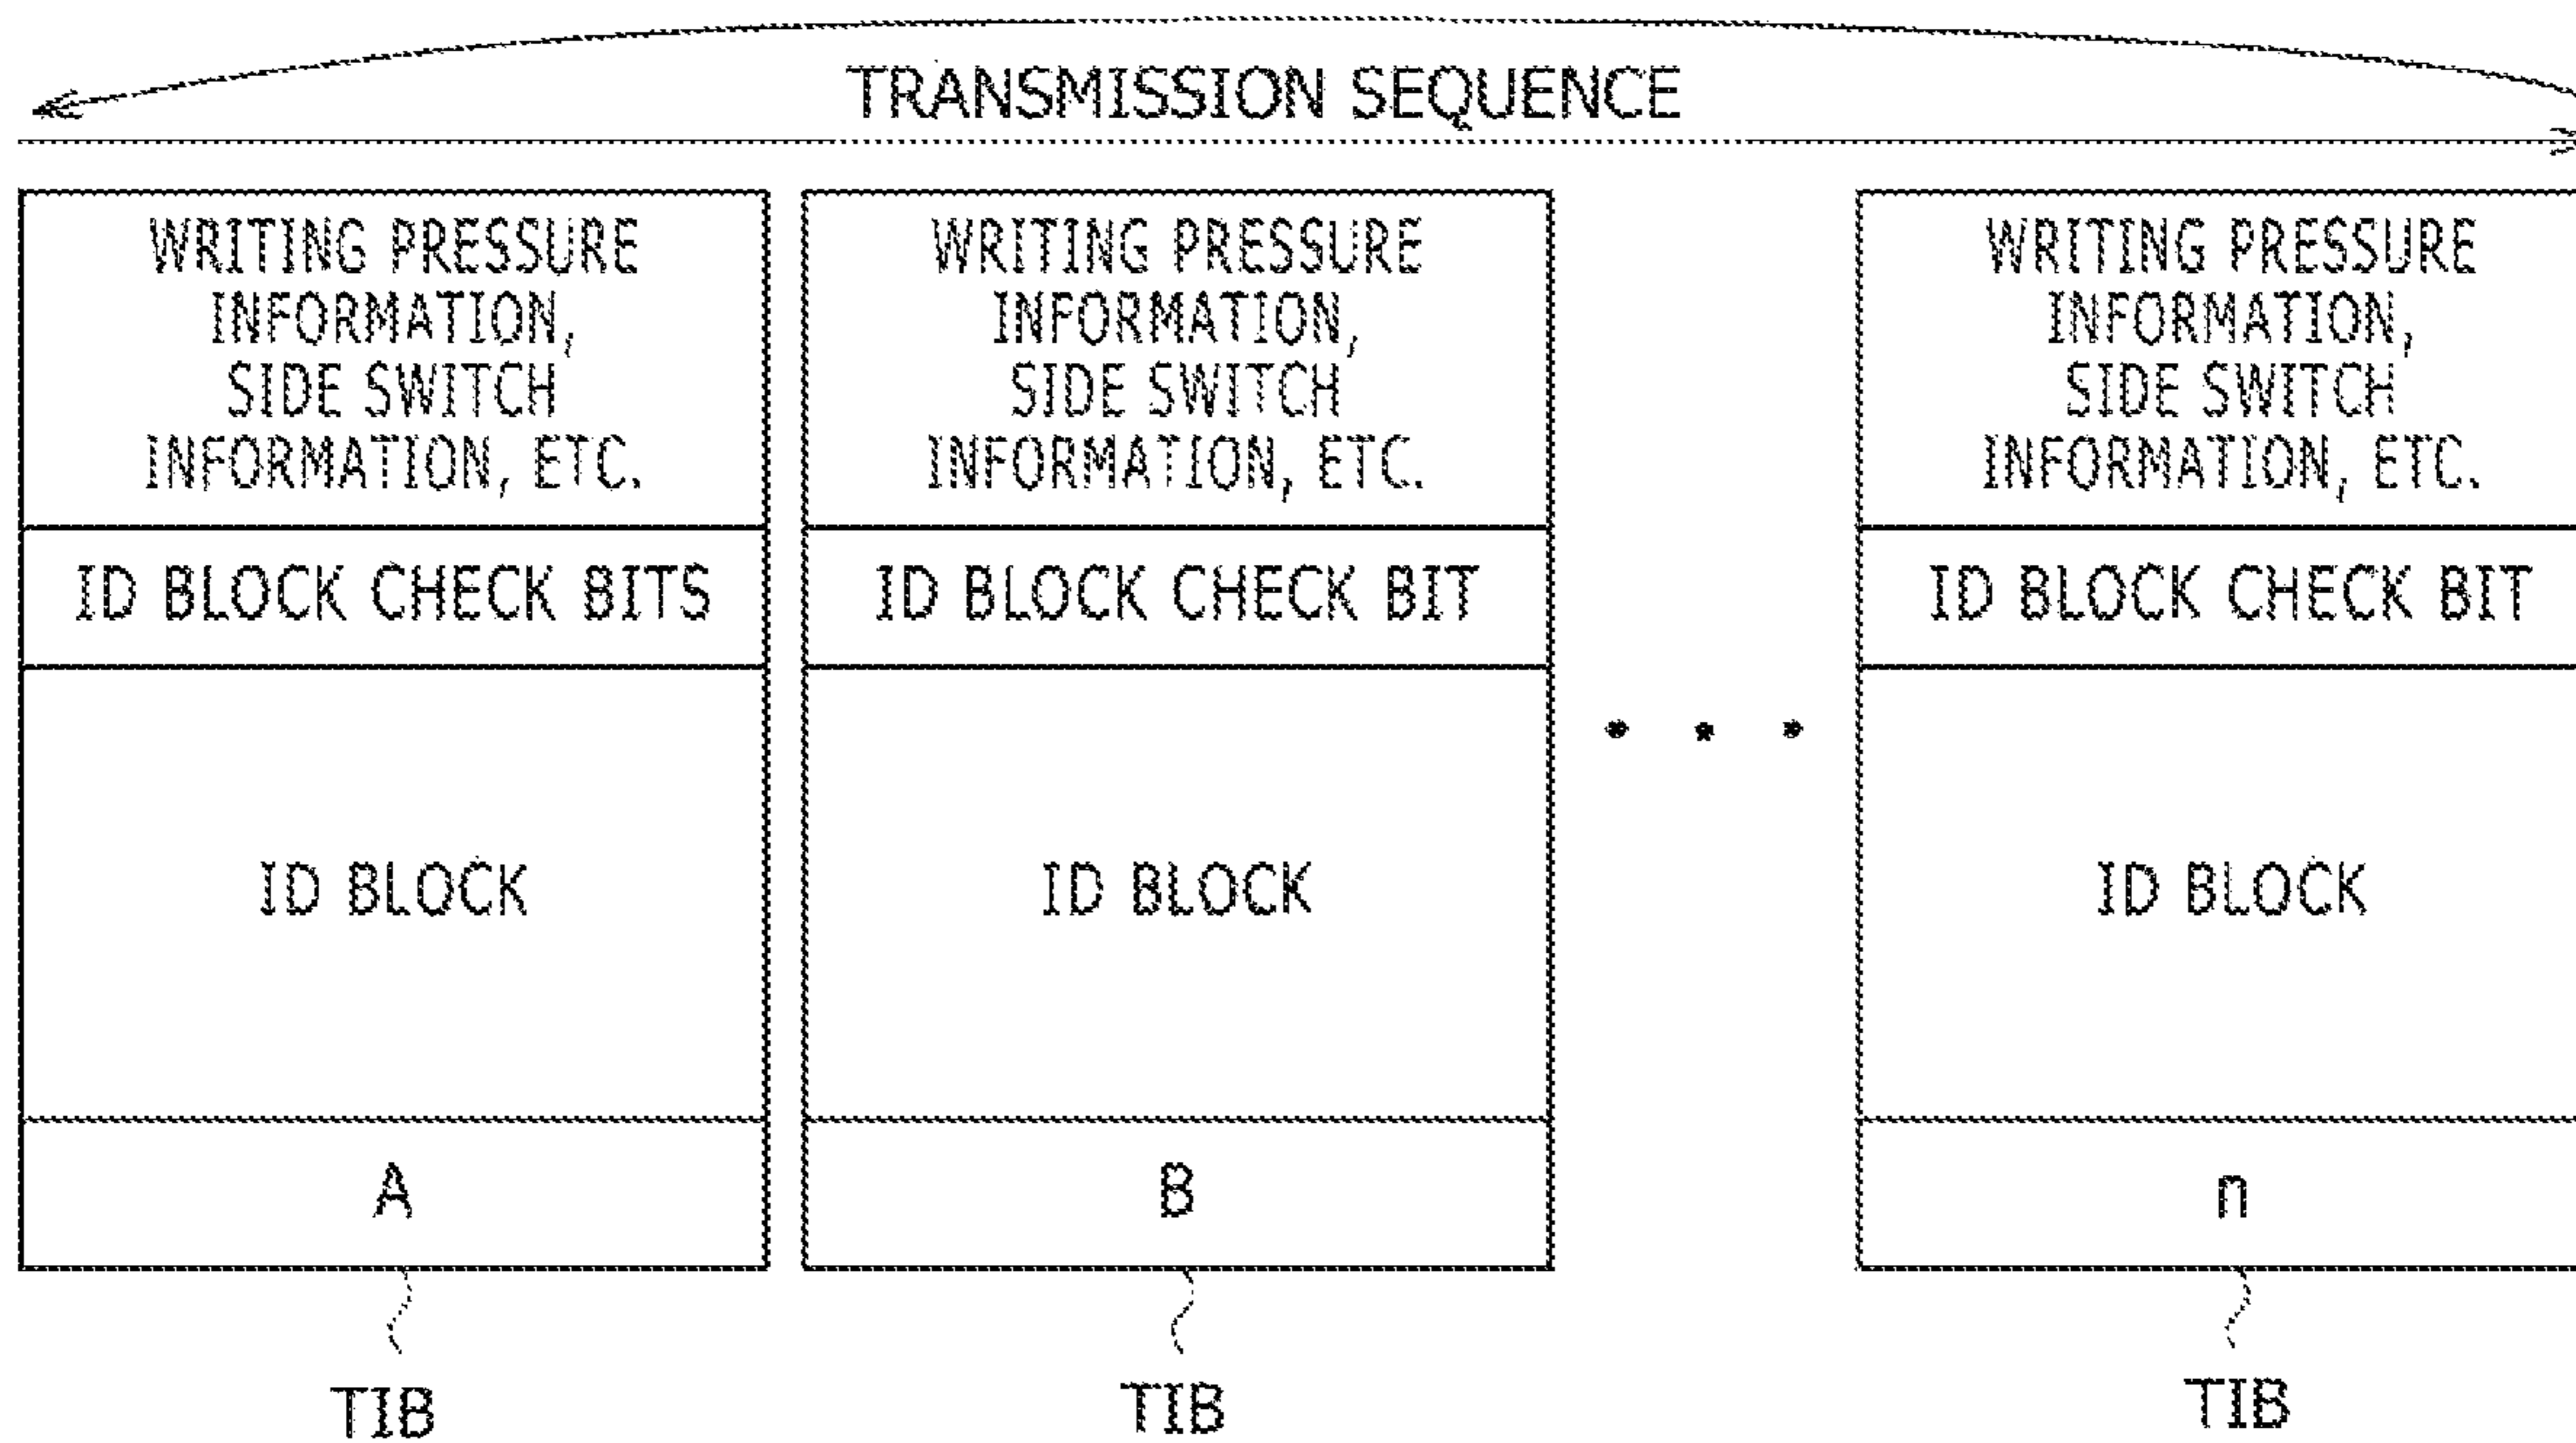 TRANSMISSION SEQUENCE
WRITING PRESSURE
INFORMATION,
SIDE SWITCH
INFORMATION, ETC.
ID BLOCK CHECK BITS
ID BLOCK
A
TIB
WRITING PRESSURE
INFORMATION,
SIDE SWITCH
INFORMATION, ETC.
ID BLOCK CHECK BIT
ID BLOCK
B
TIB
WRITING PRESSURE
INFORMATION,
SIDE SWITCH
INFORMATION, ETC.
ID BLOCK CHECK BIT
ID BLOCK
n
TIB